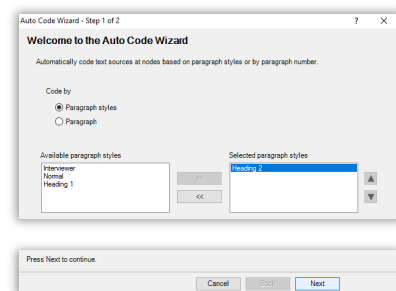 Auto Code Wizard - Step 1 of 2
Welcome to the Auto Code Wizard
Automatically code text sources at nodes based on paragraph styles or by paragraph number.
Code by
Paragraph styles
Paragraph
Available paragraph styles
Selected paragraph styles
Interviewer
Normal
Heading 1
>>
<<
Heading 2
Press Next to continue.
Cancel
Back
Next